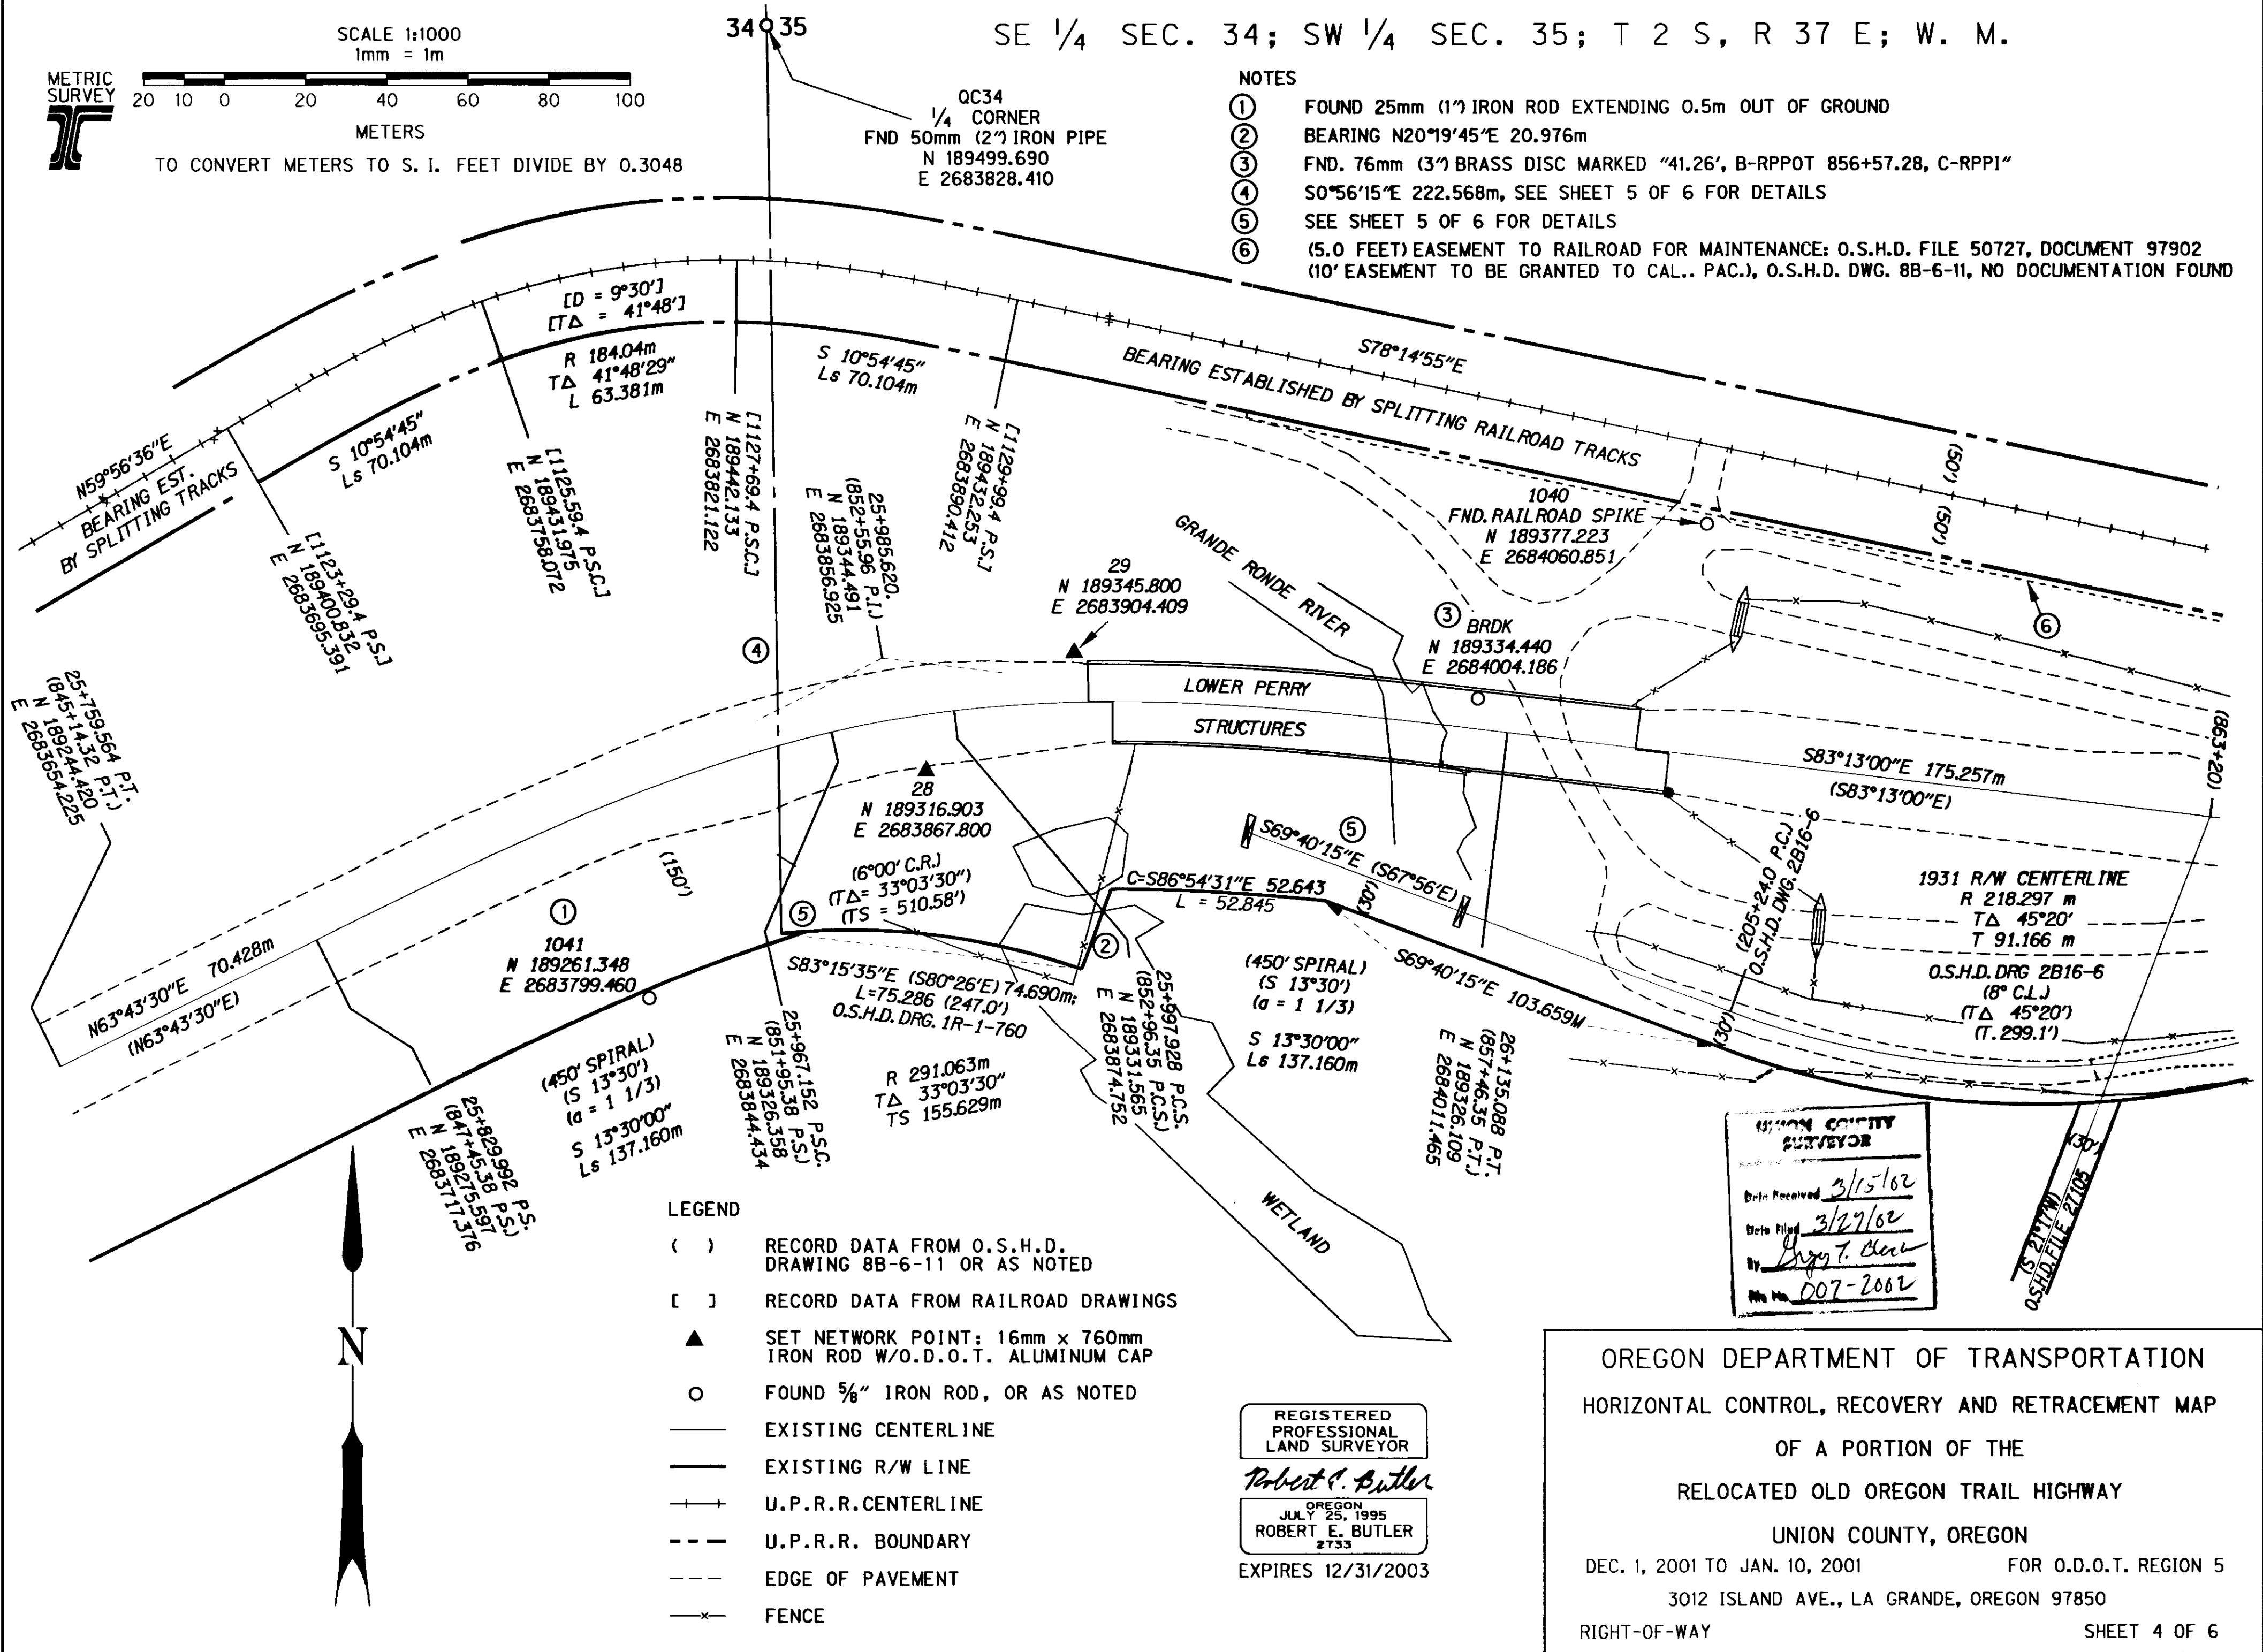 SCALE 1:1000
1mm = 1m
METRIC
SURVEY
20 10 0 20 40 60 80 100
METERS
TO CONVERT METERS TO S. I. FEET DIVIDE BY 0.3048
34 35
SE 1/4 SEC. 34; SW 1/4 SEC. 35; T 2 S, R 37 E; W. M.
QC34
1/4 CORNER
FND 50mm (2") IRON PIPE
N 189499.690
E 2683828.410
NOTES
1 FOUND 25mm (1") IRON ROD EXTENDING 0.5m OUT OF GROUND
2 BEARING N20°19'45"E 20.976m
3 FND. 76mm (3") BRASS DISC MARKED "41.26', B-RPPOT 856+57.28, C-RPPI"
4 S0°56'15"E 222.568m, SEE SHEET 5 OF 6 FOR DETAILS
5 SEE SHEET 5 OF 6 FOR DETAILS
6 (5.0 FEET) EASEMENT TO RAILROAD FOR MAINTENANCE: O.S.H.D. FILE 50727, DOCUMENT 97902
(10' EASEMENT TO BE GRANTED TO CAL.. PAC.), O.S.H.D. DWG. 8B-6-11, NO DOCUMENTATION FOUND
[D = 9°30']
[TΔ = 41°48']
R 184.04m
TΔ 41°48'29"
L 63.381m
S 10°54'45"
Ls 70.104m
S78°14'55"E
BEARING ESTABLISHED BY SPLITTING RAILROAD TRACKS
N59°56'36"E
BEARING EST.
BY SPLITTING TRACKS
S 10°54'45"
Ls 70.104m
[1123+29.4 P.S.]
N 189400.832
E 2683695.391
[1125.59.4 P.S.C.]
N 189431.975
E 2683758.072
[1127+69.4 P.S.C.]
N 189442.133
E 2683821.122
25+985.620.
(852+55.96 P.I.)
N 189344.491
E 2683856.925
[1129+99.4 P.S.]
N 189432.253
E 2683890.412
(50')
(50')
1040
FND. RAILROAD SPIKE
N 189377.223
E 2684060.851
GRANDE RONDE RIVER
29
N 189345.800
E 2683904.409
3 BRDK
N 189334.440
E 2684004.186
4
6
LOWER PERRY
STRUCTURES
25+759.564 P.T.
(845+14.32 P.T.)
N 189244.420
E 2683654.225
28
N 189316.903
E 2683867.800
(6°00' C.R.)
(TΔ= 33°03'30")
(TS = 510.58')
(150')
S83°13'00"E 175.257m
(S83°13'00"E)
(863+20)
5
S69°40'15"E (S67°56'E)
C=S86°54'31"E 52.643
L = 52.845
(30')
(205+24.0 P.C.)
O.S.H.D. DWG. 2B16-6
1931 R/W CENTERLINE
R 218.297 m
TΔ 45°20'
T 91.166 m
O.S.H.D. DRG 2B16-6
(8° C.L.)
(TΔ 45°20')
(T. 299.1')
1
1041
N 189261.348
E 2683799.460
5
2
N63°43'30"E 70.428m
(N63°43'30"E)
S83°15'35"E (S80°26'E) 74.690m;
L=75.286 (247.0')
O.S.H.D. DRG. 1R-1-760
(450' SPIRAL)
(S 13°30')
(a = 1 1/3)
S 13°30'00"
Ls 137.160m
S69°40'15"E 103.659M
(30')
(450' SPIRAL)
(S 13°30')
(a = 1 1/3)
S 13°30'00"
Ls 137.160m
25+829.992 P.S.
(847+45.38 P.S.)
N 189275.597
E 2683717.376
25+967.152 P.S.C.
(851+95.38 P.S.)
N 189326.358
E 2683844.434
R 291.063m
TΔ 33°03'30"
TS 155.629m
25+997.928 P.C.S.
(852+96.35 P.C.S.)
N 189331.565
E 2683874.752
26+135.088 P.T.
(857+46.35 P.T.)
N 189326.109
E 2684011.465
WETLAND
UNION COUNTY
SURVEYOR
Date Received 3/15/02
Date Filed 3/27/02
By
File No 007-2002
(30')
(S 21°17'W)
O.S.H.D. FILE 27105
LEGEND
( ) RECORD DATA FROM O.S.H.D.
DRAWING 8B-6-11 OR AS NOTED
[ ] RECORD DATA FROM RAILROAD DRAWINGS
SET NETWORK POINT: 16mm x 760mm
IRON ROD W/O.D.O.T. ALUMINUM CAP
FOUND 5/8" IRON ROD, OR AS NOTED
EXISTING CENTERLINE
EXISTING R/W LINE
U.P.R.R.CENTERLINE
U.P.R.R. BOUNDARY
EDGE OF PAVEMENT
FENCE
N
REGISTERED
PROFESSIONAL
LAND SURVEYOR
Robert E. Butler
OREGON
JULY 25, 1995
ROBERT E. BUTLER
2733
EXPIRES 12/31/2003
OREGON DEPARTMENT OF TRANSPORTATION
HORIZONTAL CONTROL, RECOVERY AND RETRACEMENT MAP
OF A PORTION OF THE
RELOCATED OLD OREGON TRAIL HIGHWAY
UNION COUNTY, OREGON
DEC. 1, 2001 TO JAN. 10, 2001 FOR O.D.O.T. REGION 5
3012 ISLAND AVE., LA GRANDE, OREGON 97850
RIGHT-OF-WAY SHEET 4 OF 6